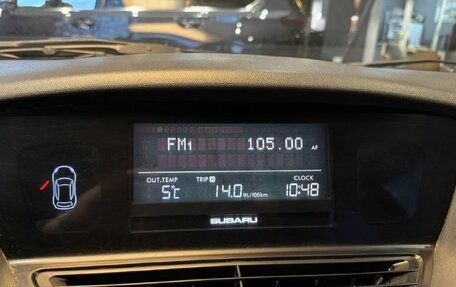 FM1 105.00 AF
OUT.TEMP TRIP A CLOCK
5°C 14.0 L/100km 10:48
SUBARU